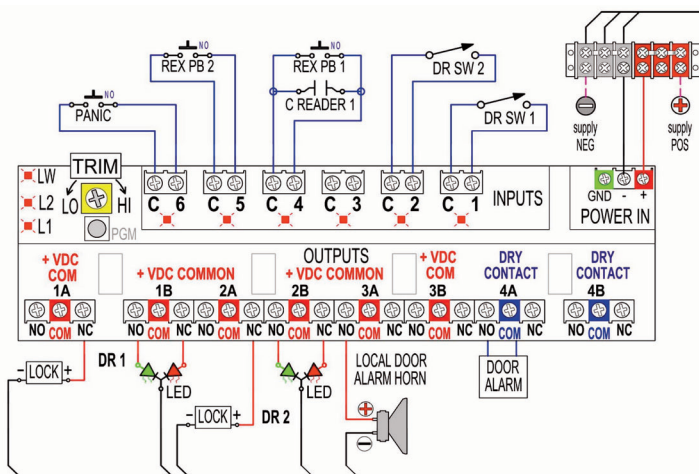 REX PB 2
NO
REX PB 1
NO
C READER 1
DR SW 2
PANIC
NO
DR SW 1
supply
NEG
supply
POS
TRIM
LW
L2
L1
LO
HI
PGM
C 6
C 5
C 4
C 3
C 2
C 1
INPUTS
GND - +
POWER IN
OUTPUTS
+ VDC
COM
1A
+ VDC COMMON
1B 2A
+ VDC COMMON
2B 3A
+ VDC
COM
3B
DRY
CONTACT
4A
DRY
CONTACT
4B
NO COM NC
NO COM NC
NO COM NC
NO COM NC
NO COM NC
NO COM NC
NO COM NC
NO COM NC
- LOCK +
DR 1
LED
- LOCK +
DR 2
LED
LOCAL DOOR
ALARM HORN
DOOR
ALARM